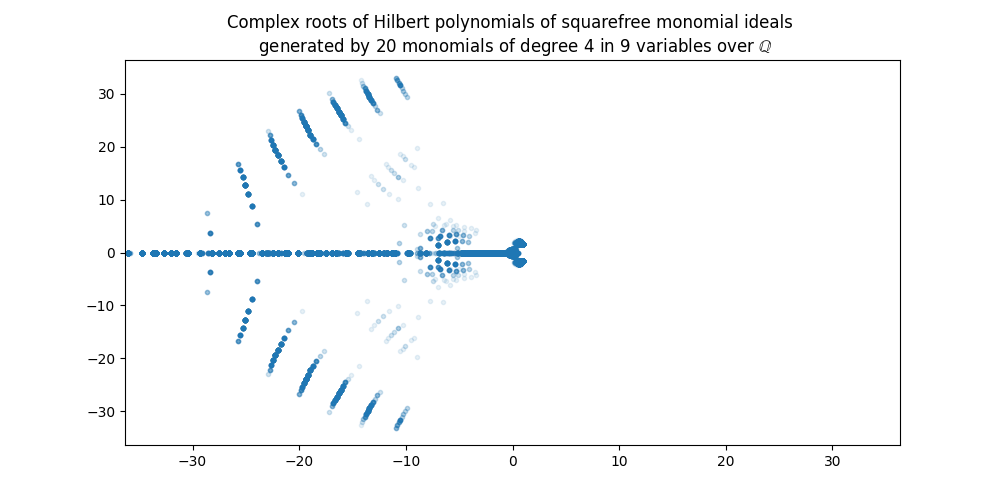 Complex roots of Hilbert polynomials of squarefree monomial ideals
generated by 20 monomials of degree 4 in 9 variables over ℚ
30
20
10
0
−10
−20
−30
−30 −20 −10 0 10 20 30